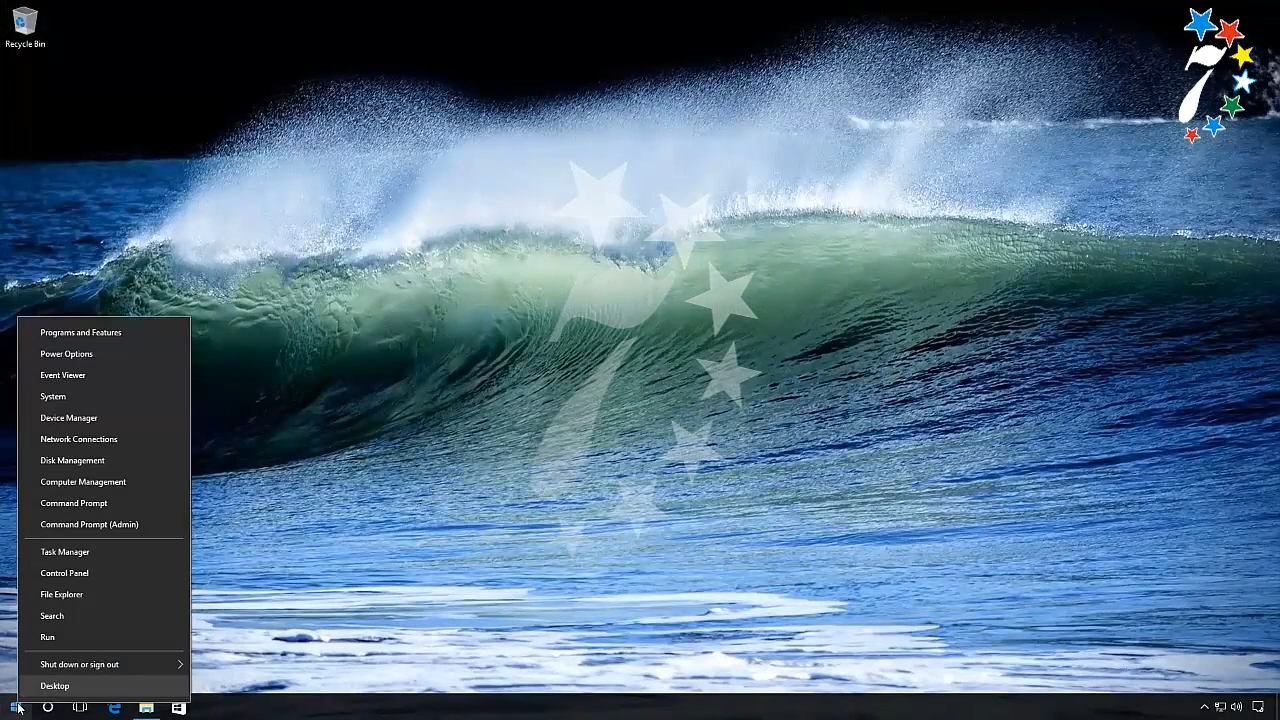 Recycle Bin
7
Programs and Features
Power Options
Event Viewer
System
Device Manager
Network Connections
Disk Management
Computer Management
Command Prompt
Command Prompt (Admin)
Task Manager
Control Panel
File Explorer
Search
Run
Shut down or sign out
Desktop